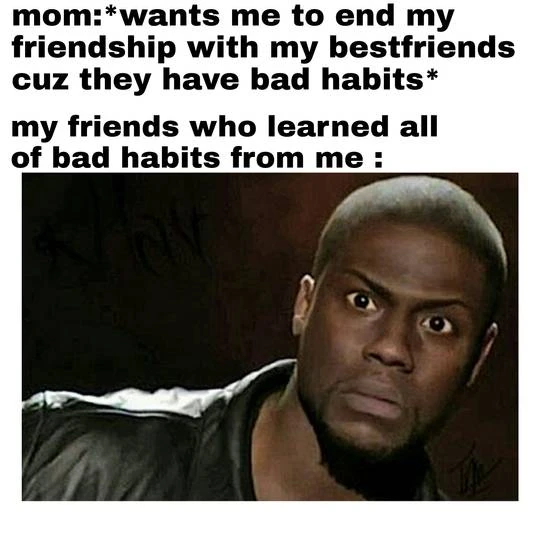 mom:*wants me to end my
friendship with my bestfriends
cuz they have bad habits*
my friends who learned all
of bad habits from me :